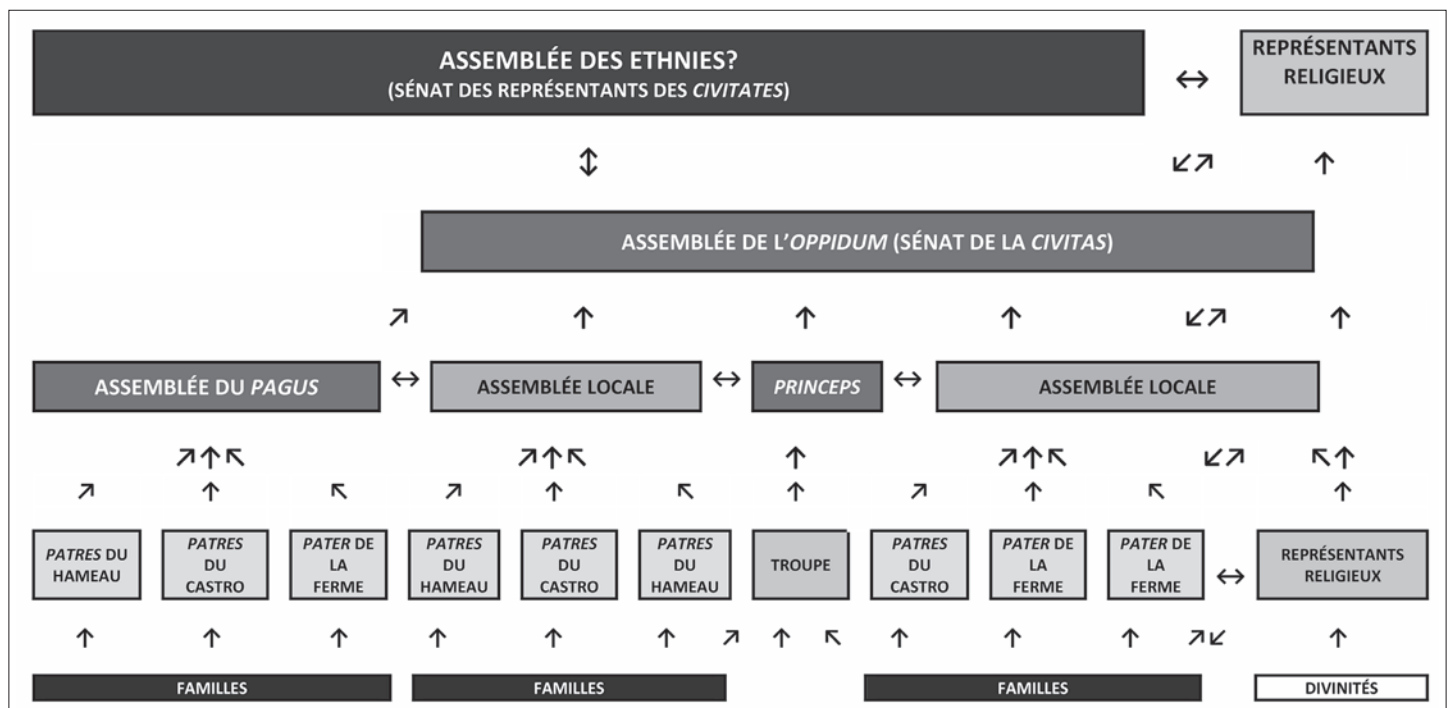 ASSEMBLÉE DES ETHNIES?
(SÉNAT DES REPRÉSENTANTS DES CIVITATES)
REPRÉSENTANTS
RELIGIEUX
ASSEMBLÉE DE L'OPPIDUM (SÉNAT DE LA CIVITAS)
ASSEMBLÉE DU PAGUS
ASSEMBLÉE LOCALE
PRINCEPS
ASSEMBLÉE LOCALE
PATRES DU
HAMEAU
PATRES
DU
CASTRO
PATER DE
LA
FERME
PATRES
DU
HAMEAU
PATRES
DU
CASTRO
PATRES
DU
HAMEAU
TROUPE
PATRES
DU
CASTRO
PATER DE
LA
FERME
PATER DE
LA
FERME
REPRÉSENTANTS
RELIGIEUX
FAMILLES
FAMILLES
FAMILLES
DIVINITÉS